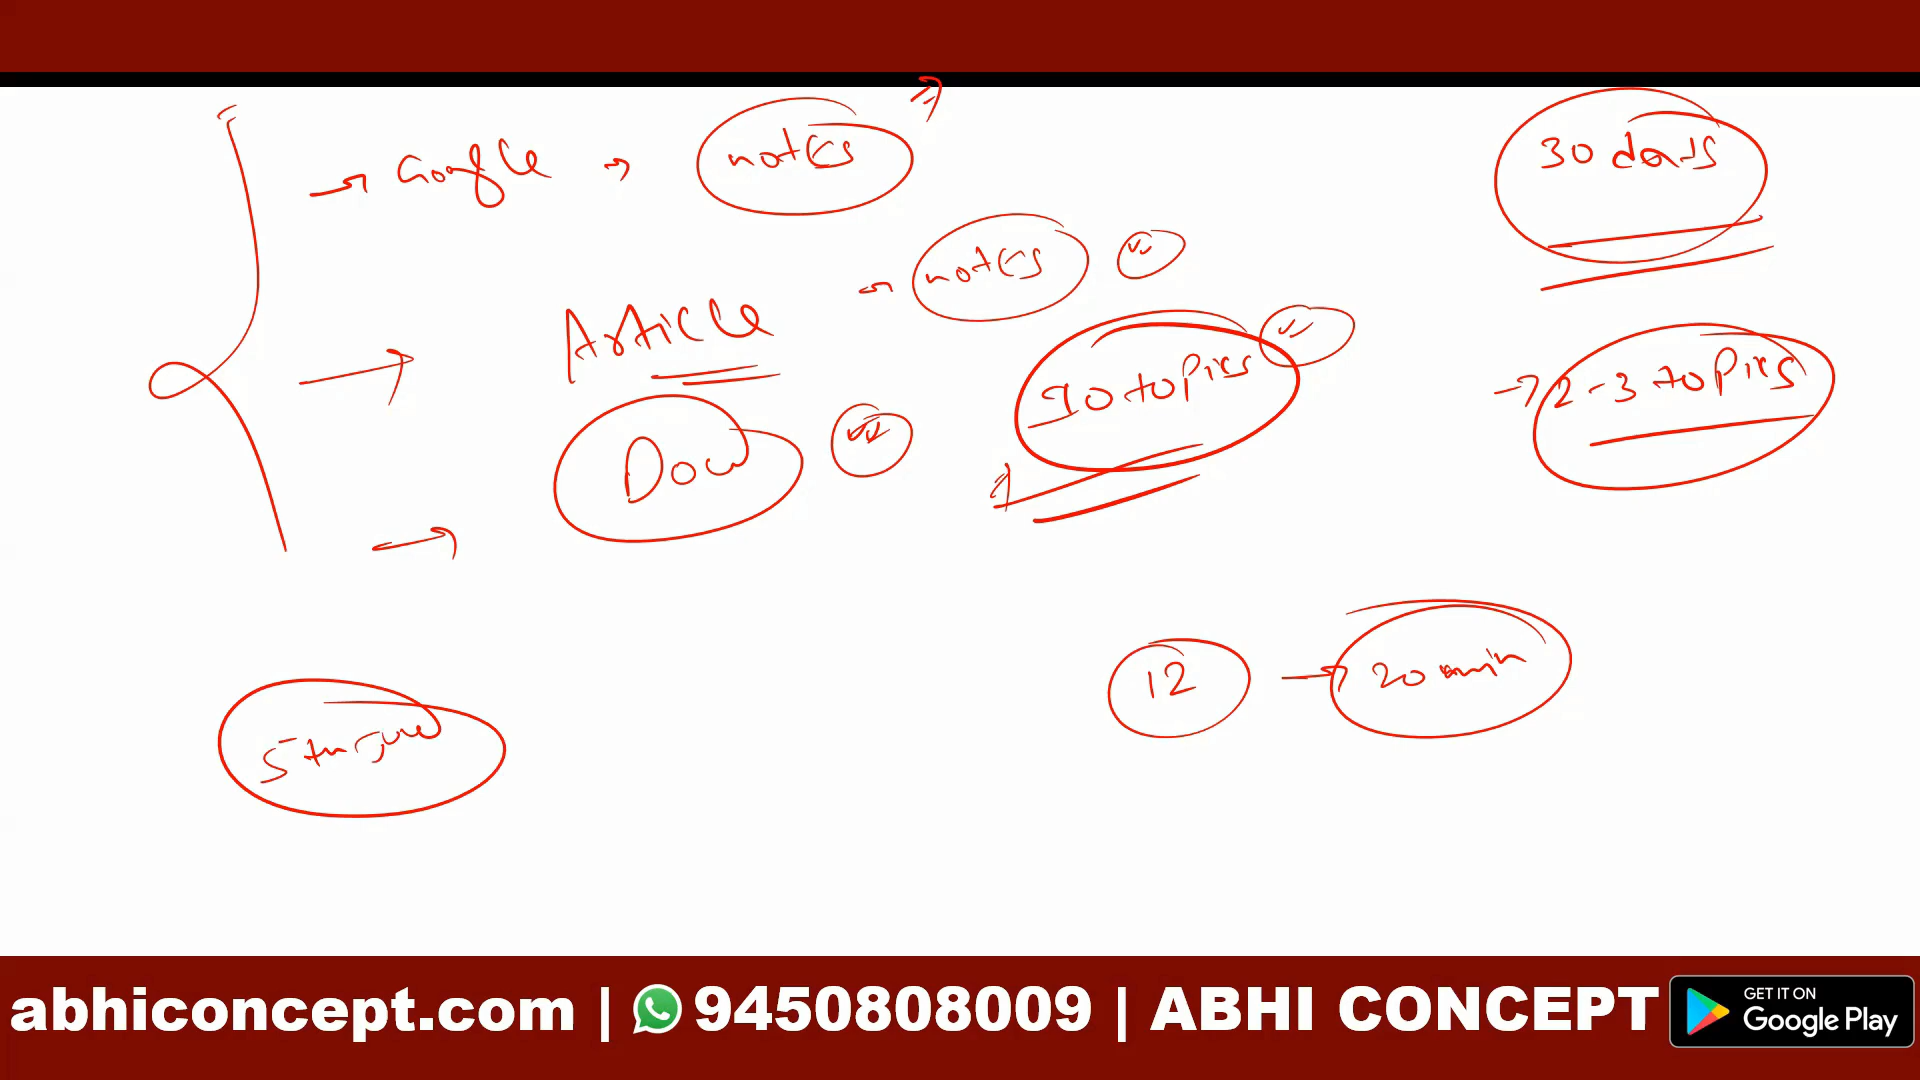 → Google → notes
30 days
→ notes
→ Article
90 topics
→ 2-3 topics
→
12 → 20 min
abhiconcept.com | 9450808009 | ABHI CONCEPT
GET IT ON
Google Play